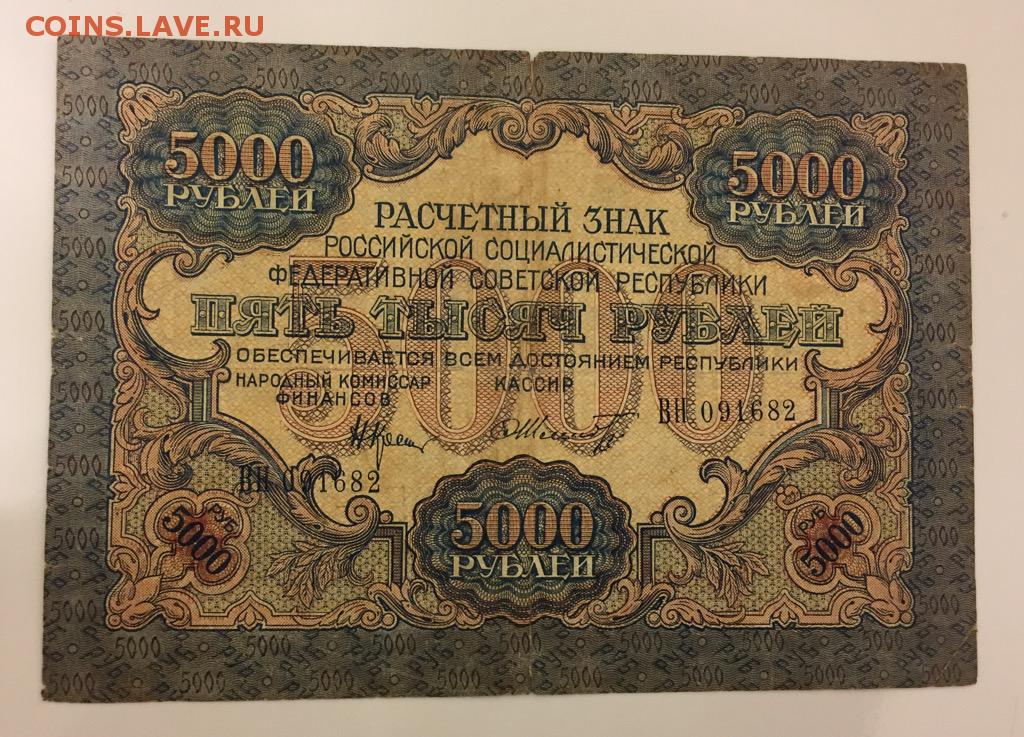 COINS.LAVE.RU
5000
РУБЛЕЙ
5000
РУБЛЕЙ
РАСЧЕТНЫЙ ЗНАК
РОССИЙСКОЙ СОЦИАЛИСТИЧЕСКОЙ
ФЕДЕРАТИВНОЙ СОВЕТСКОЙ РЕСПУБЛИКИ
5000
ПЯТЬ ТЫСЯЧ РУБЛЕЙ
ОБЕСПЕЧИВАЕТСЯ ВСЕМ ДОСТОЯНИЕМ РЕСПУБЛИКИ
НАРОДНЫЙ КОМИССАР
ФИНАНСОВ
КАССИР
ВН 091682
ВН 091682
РУБ
5000
5000
РУБЛЕЙ
РУБ
5000